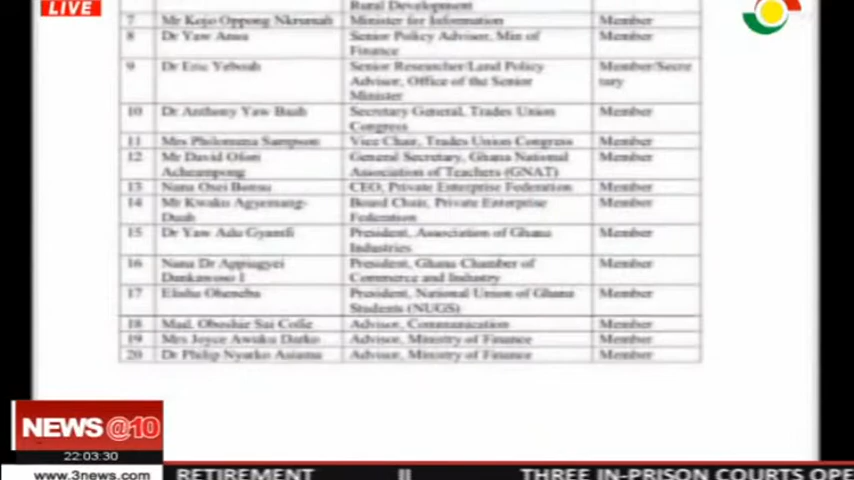 LIVE
Rural Development
7 Mr Kojo Oppong Nkrumah Minister for Information Member
8 Dr Yaw Ansu Senior Policy Advisor, Min of Member
Finance
9 Dr Eric Yeboah Senior Researcher/Land Policy Member/Secre
Advisor, Office of the Senior tary
Minister
10 Dr Anthony Yaw Baah Secretary General, Trades Union Member
Congress
11 Mrs Philomena Sampson Vice Chair, Trades Union Congress Member
12 Mr David Ofori General Secretary, Ghana National Member
Acheampong Association of Teachers (GNAT)
13 Nana Osei Bonsu CEO, Private Enterprise Federation Member
14 Mr Kwaku Agyemang- Board Chair, Private Enterprise Member
Duah Federation
15 Dr Yaw Adu Gyamfi President, Association of Ghana Member
Industries
16 Nana Dr Appiagyei President, Ghana Chamber of Member
Dankawoso I Commerce and Industry
17 Elisha President, National Union of Ghana Member
Students (NUGS)
18 Mad. Oboshie Sai Cofie Advisor, Communication Member
19 Mrs Joyce Awuku Darko Advisor, Ministry of Finance Member
20 Dr Philip Nyarko Advisor, Ministry of Finance Member
NEWS@10
22:03:30
www.3news.com RETIREMENT II THREE IN-PRISON COURTS OPE